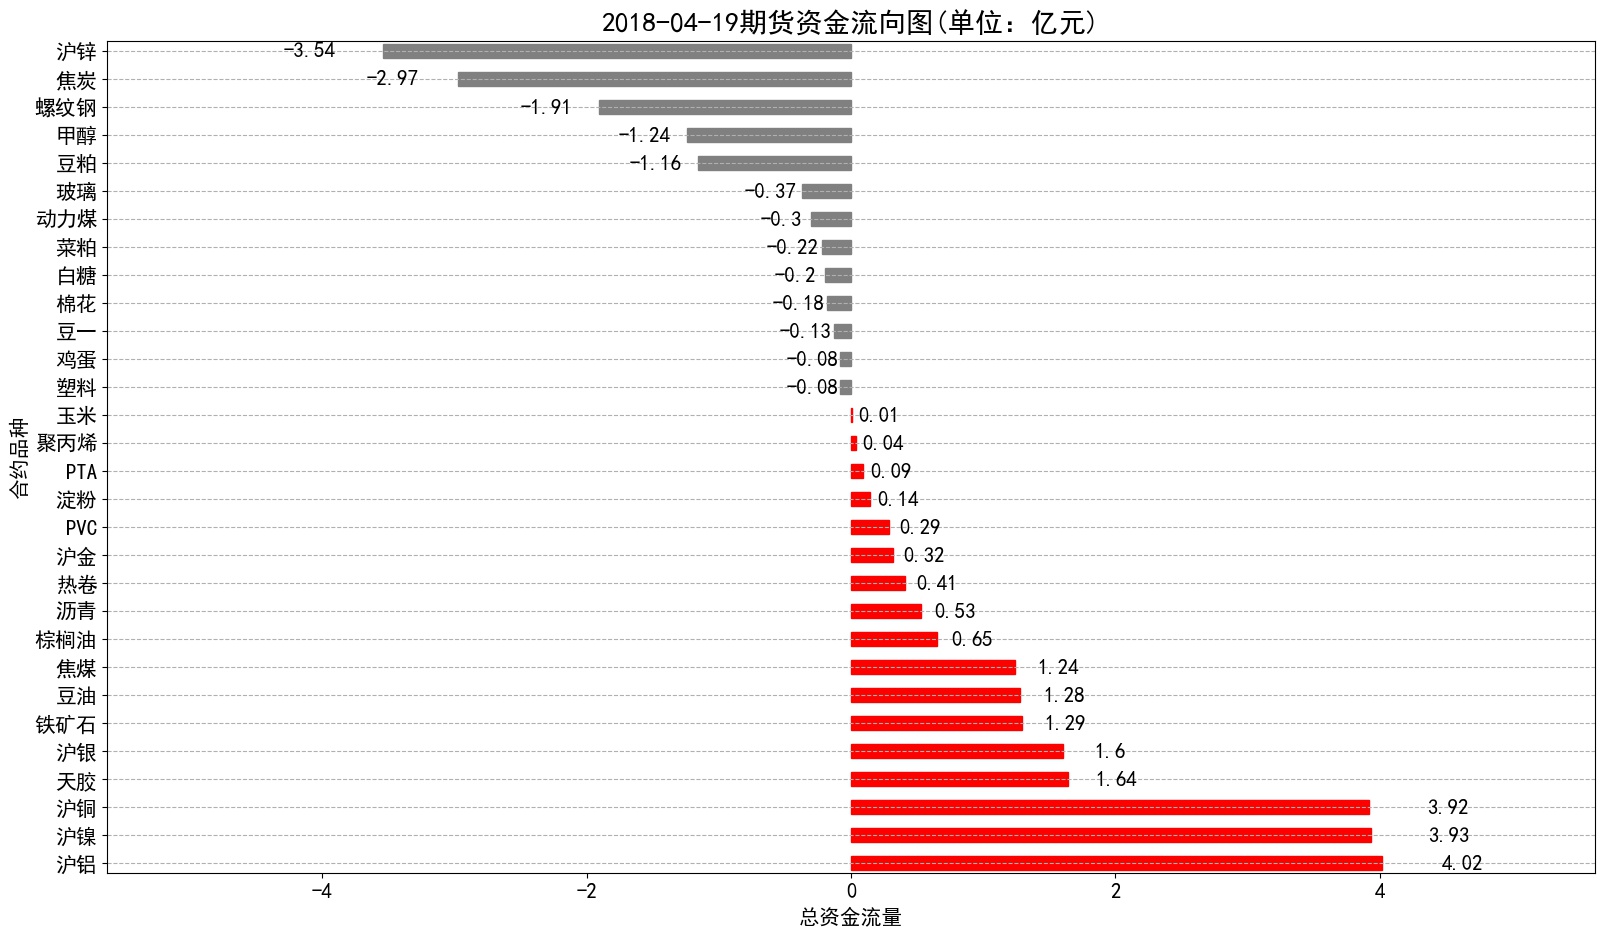 2018-04-19期货资金流向图(单位：亿元)
合约品种
沪锌 -3.54
焦炭 -2.97
螺纹钢 -1.91
甲醇 -1.24
豆粕 -1.16
玻璃 -0.37
动力煤 -0.3
菜粕 -0.22
白糖 -0.2
棉花 -0.18
豆一 -0.13
鸡蛋 -0.08
塑料 -0.08
玉米 0.01
聚丙烯 0.04
PTA 0.09
淀粉 0.14
PVC 0.29
沪金 0.32
热卷 0.41
沥青 0.53
棕榈油 0.65
焦煤 1.24
豆油 1.28
铁矿石 1.29
沪银 1.6
天胶 1.64
沪铜 3.92
沪镍 3.93
沪铝 4.02
-4 -2 0 2 4
总资金流量